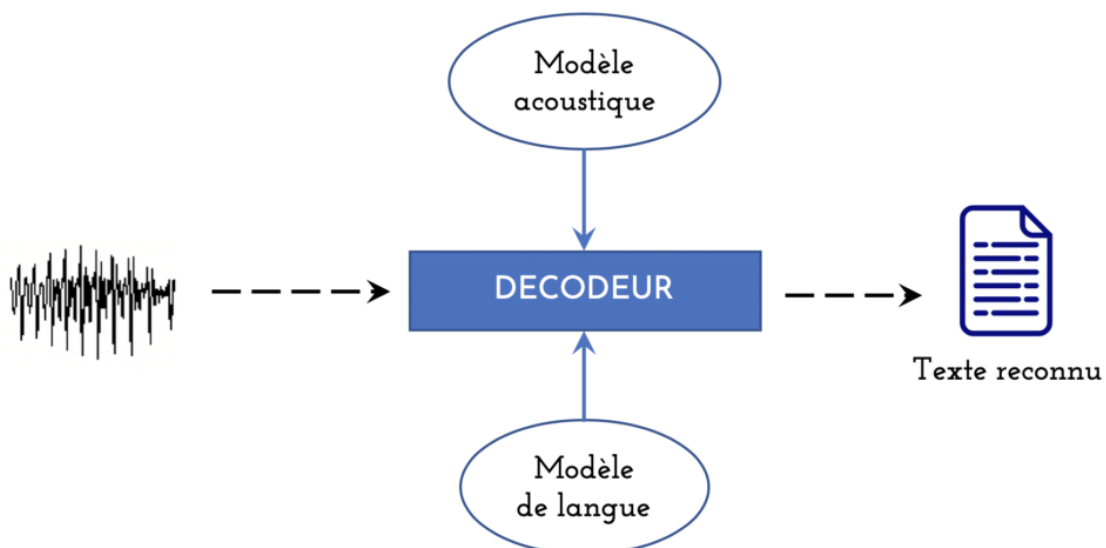 Modèle
acoustique
DECODEUR
Texte reconnu
Modèle
de langue